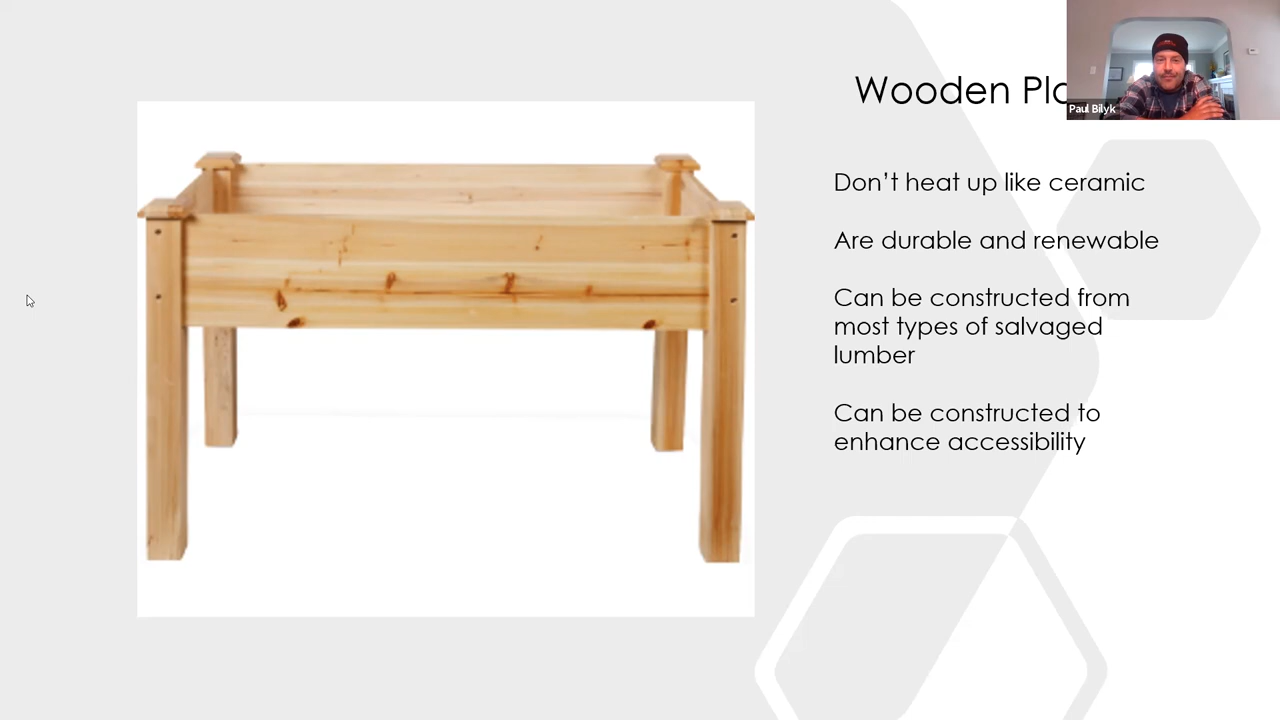 Wooden
Paul Bilyk
Don't heat up like ceramic
Are durable and renewable
Can be constructed from
most types of salvaged
lumber
Can be constructed to
enhance accessibility